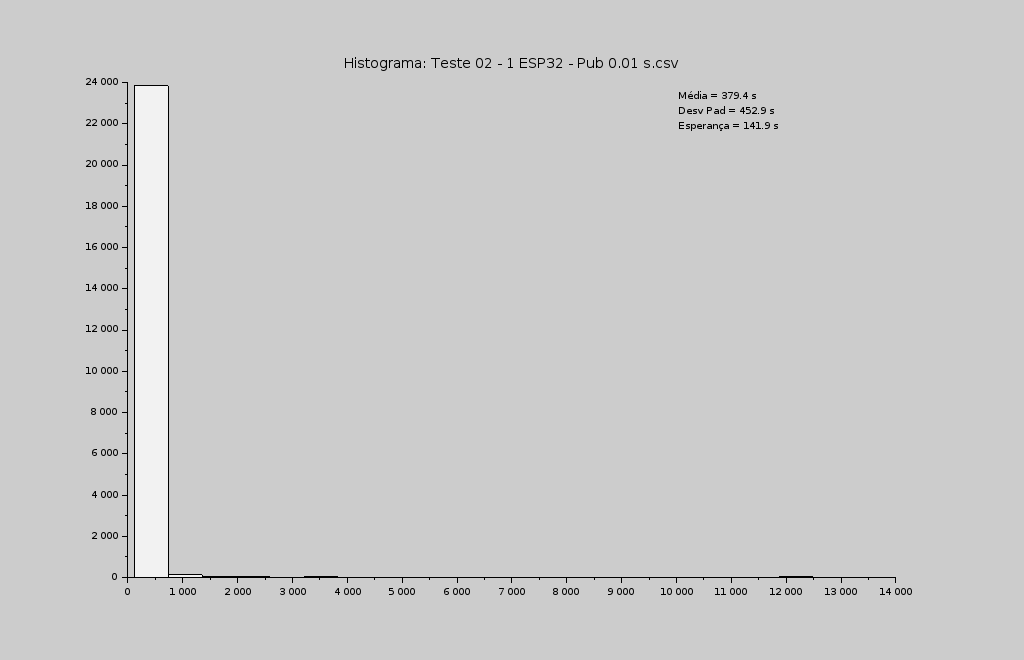 Histograma: Teste 02 - 1 ESP32 - Pub 0.01 s.csv
Média = 379.4 s
Desv Pad = 452.9 s
Esperança = 141.9 s
24 000
22 000
20 000
18 000
16 000
14 000
12 000
10 000
8 000
6 000
4 000
2 000
0
0 1 000 2 000 3 000 4 000 5 000 6 000 7 000 8 000 9 000 10 000 11 000 12 000 13 000 14 000